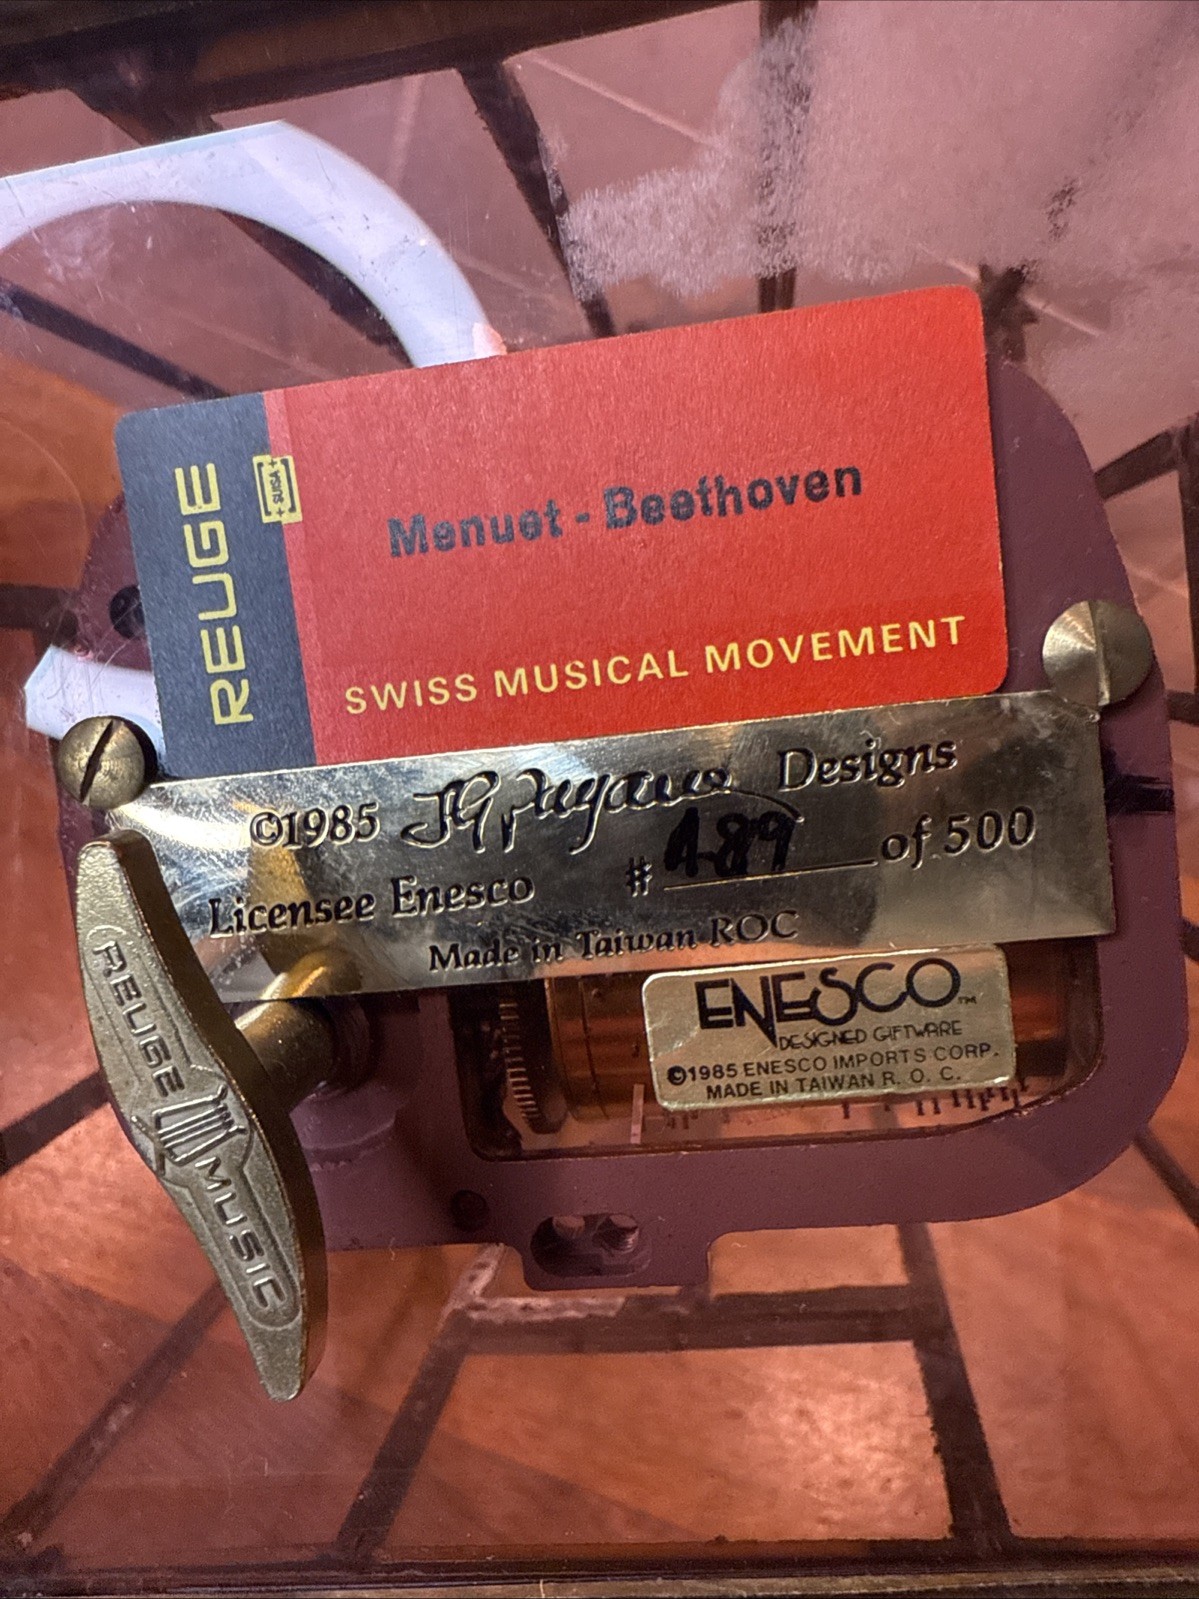 REUGE
+ SUISA +
Menuet - Beethoven
SWISS MUSICAL MOVEMENT
©1985 Designs
# 489 of 500
Licensee Enesco
Made in Taiwan ROC
ENESCO™
DESIGNED GIFTWARE
©1985 ENESCO IMPORTS CORP.
MADE IN TAIWAN R. O. C.
REUGE MUSIC